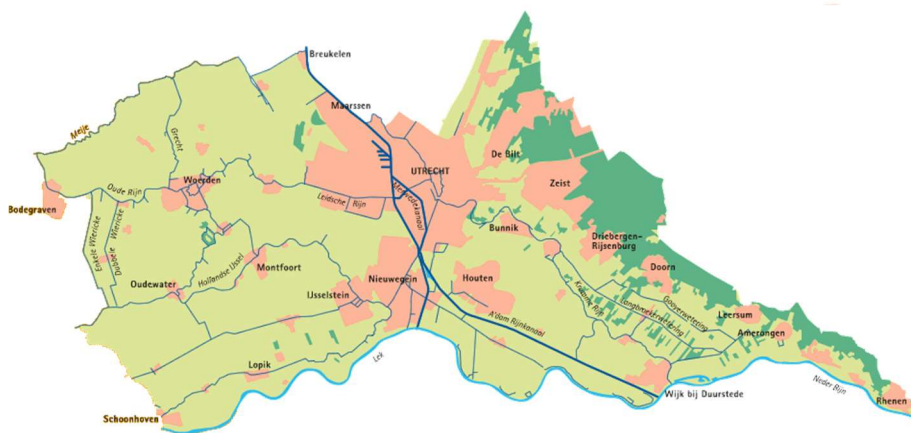 Breukelen
Maarssen
Meije
Grecht
De Bilt
UTRECHT
Woerden
Oude Rijn
Zeist
Leidsche Rijn
Merwedekanaal
Bodegraven
Enkele Wiericke
Dubbele Wiericke
Bunnik
Driebergen-
Rijsenburg
Montfoort
Hollandse IJssel
Oudewater
Nieuwegein
Houten
Doorn
IJsselstein
Kromme Rijn
Langbroekerwetering
Gooyerwetering
A'dam Rijnkanaal
Leersum
Amerongen
Lek
Lopik
Neder Rijn
Wijk bij Duurstede
Rhenen
Schoonhoven